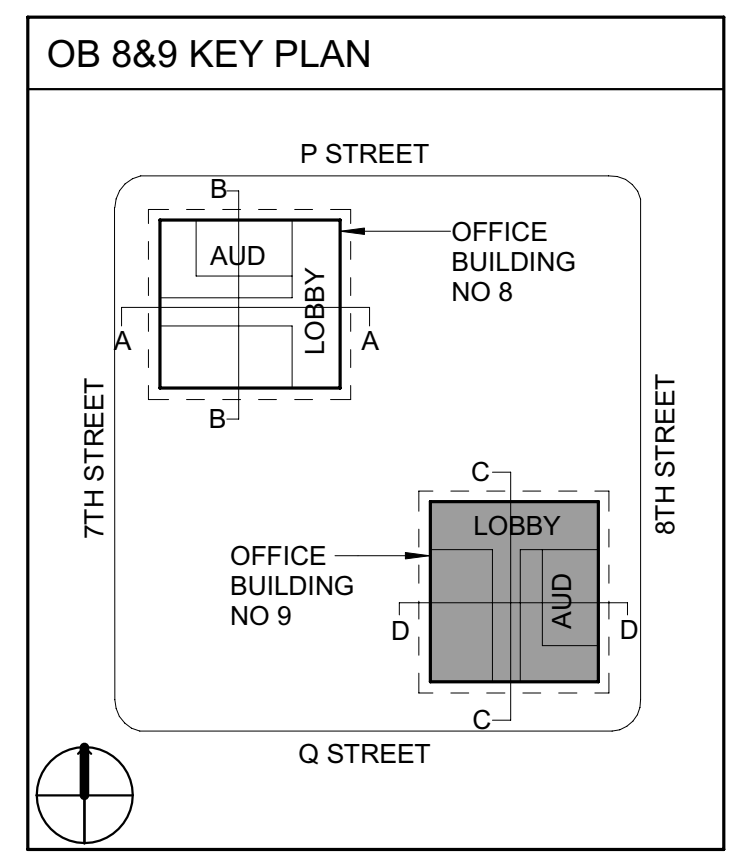 OB 8&9 KEY PLAN
P STREET
B
AUD
LOBBY
OFFICE
BUILDING
NO 8
A
A
B
7TH STREET
8TH STREET
C
LOBBY
OFFICE
BUILDING
NO 9
AUD
D
D
C
Q STREET